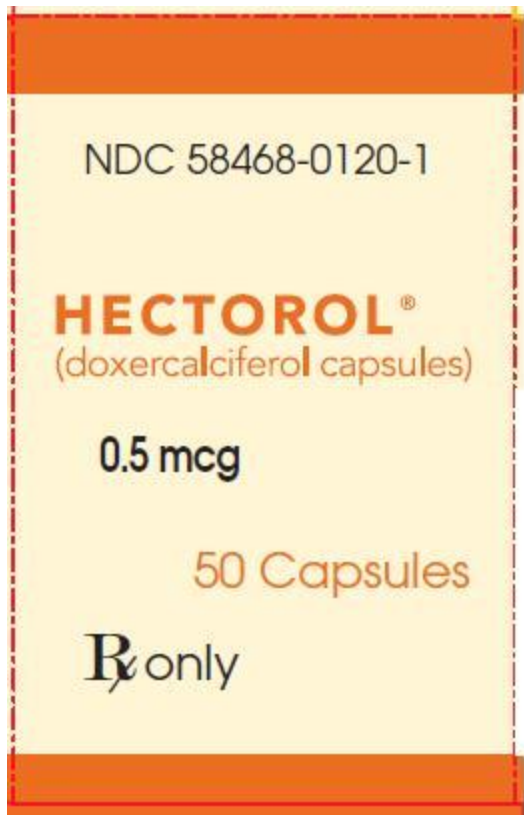 NDC 58468-0120-1
HECTOROL®
(doxercalciferol capsules)
0.5 mcg
50 Capsules
℞ only